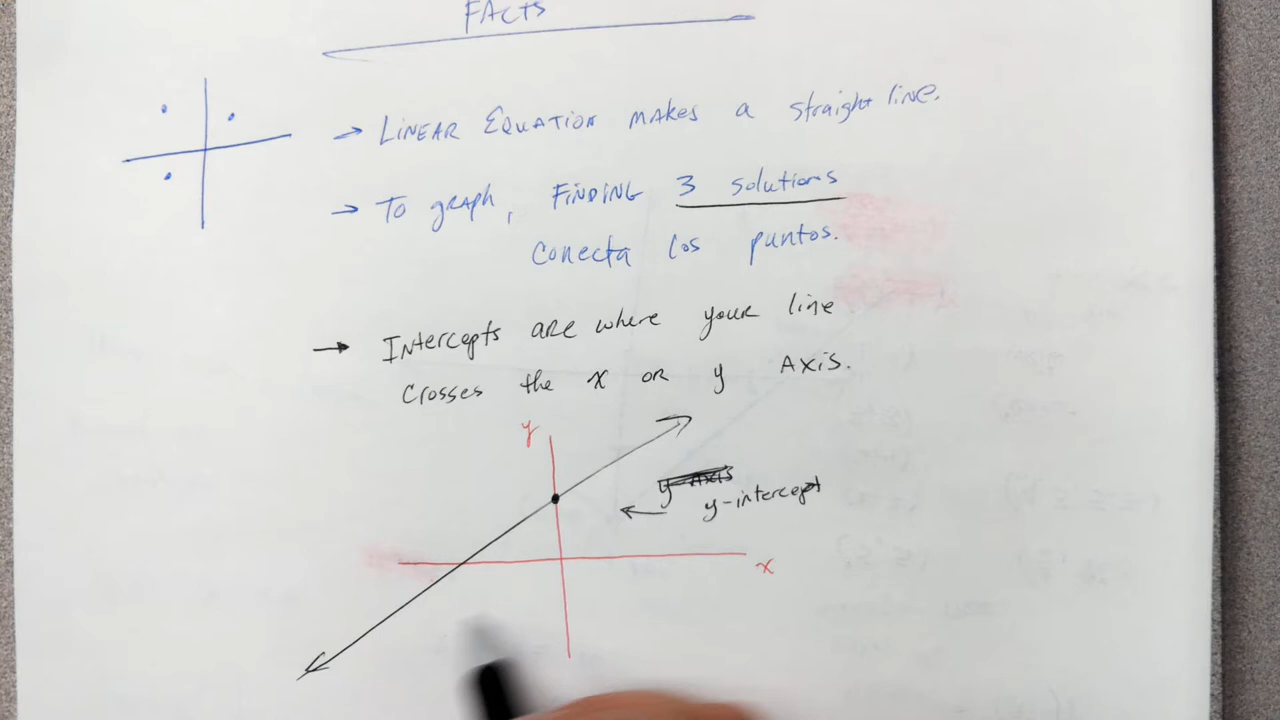 FACTS
→ LINEAR EQUATION MAKES a straight line.
→ To graph, FINDING 3 solutions
Conecta los puntos.
→ Intercepts ARE where your line
Crosses the x OR y Axis.
y
y-Axis
y-intercept
x